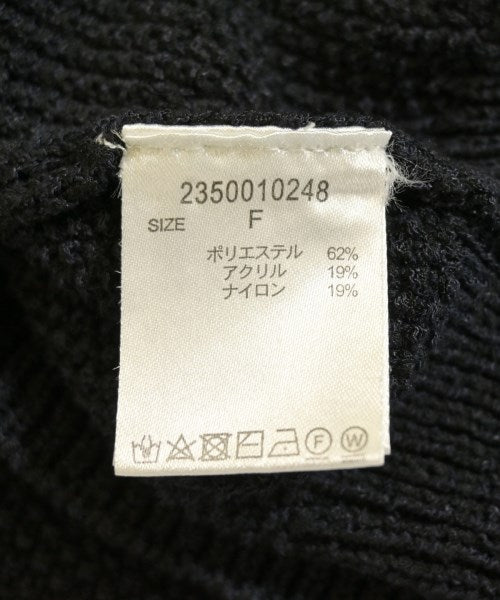 2350010248
SIZE F
ポリエステル 62%
アクリル 19%
ナイロン 19%
F W